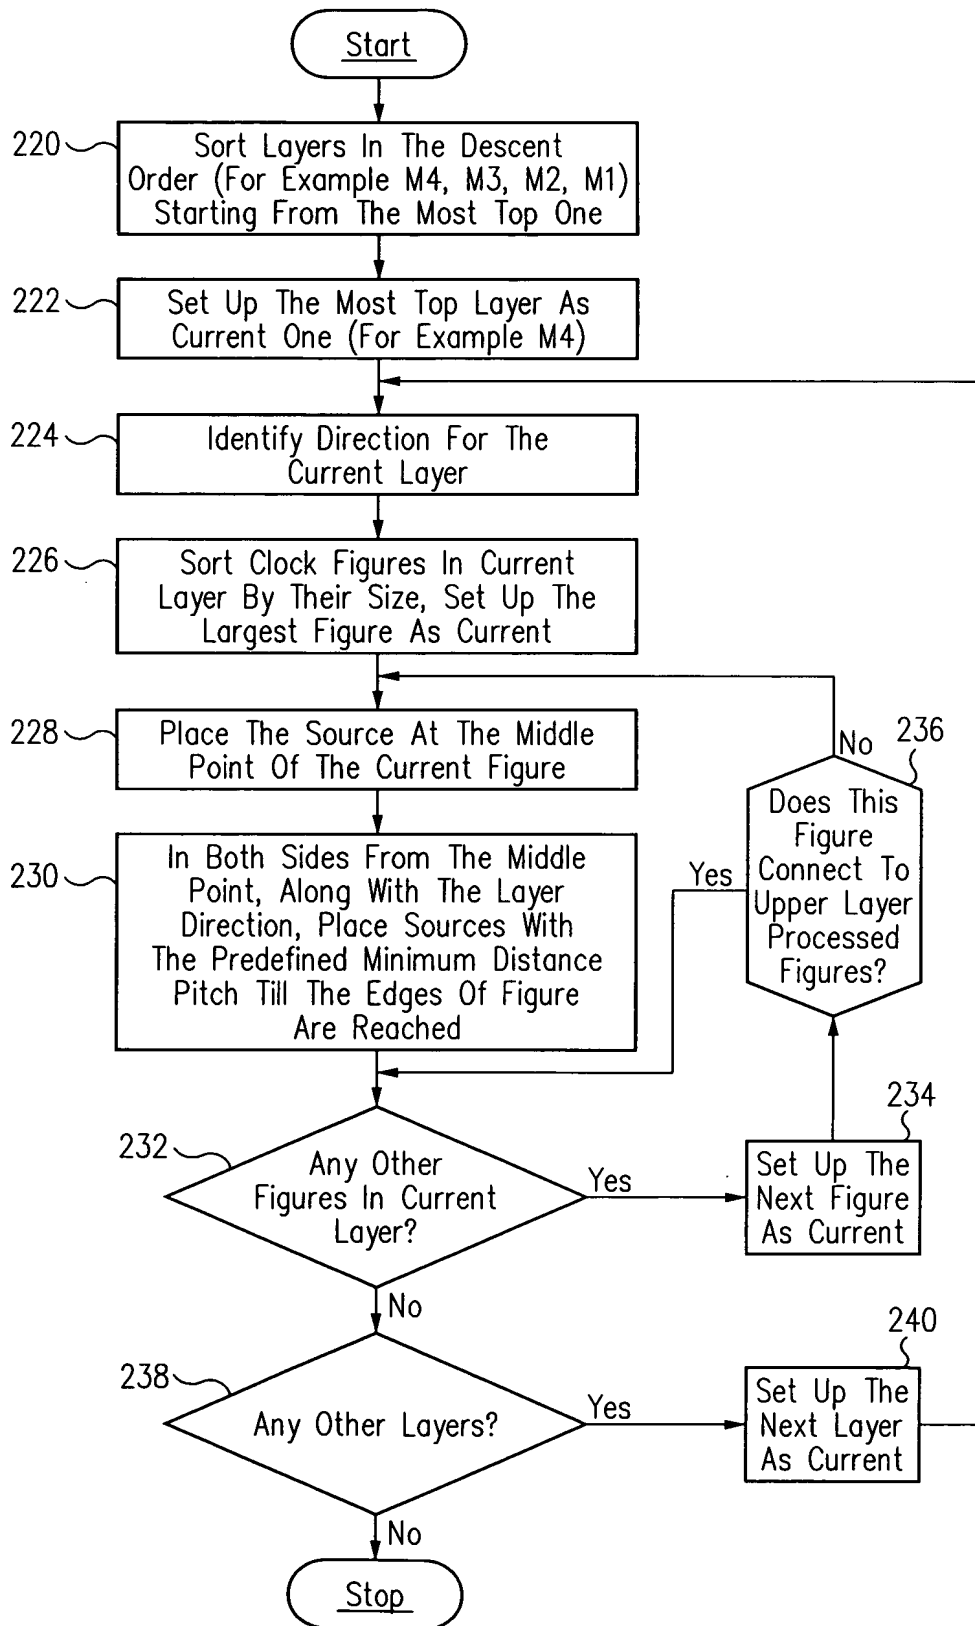 Start
220
Sort Layers In The Descent
Order (For Example M4, M3, M2, M1)
Starting From The Most Top One
222
Set Up The Most Top Layer As
Current One (For Example M4)
224
Identify Direction For The
Current Layer
226
Sort Clock Figures In Current
Layer By Their Size, Set Up The
Largest Figure As Current
228
Place The Source At The Middle
Point Of The Current Figure
No
236
Does This
Figure
Connect To
Upper Layer
Processed
Figures?
Yes
230
In Both Sides From The Middle
Point, Along With The Layer
Direction, Place Sources With
The Predefined Minimum Distance
Pitch Till The Edges Of Figure
Are Reached
232
Any Other
Figures In Current
Layer?
Yes
234
Set Up The
Next Figure
As Current
No
238
Any Other Layers?
Yes
240
Set Up The
Next Layer
As Current
No
Stop